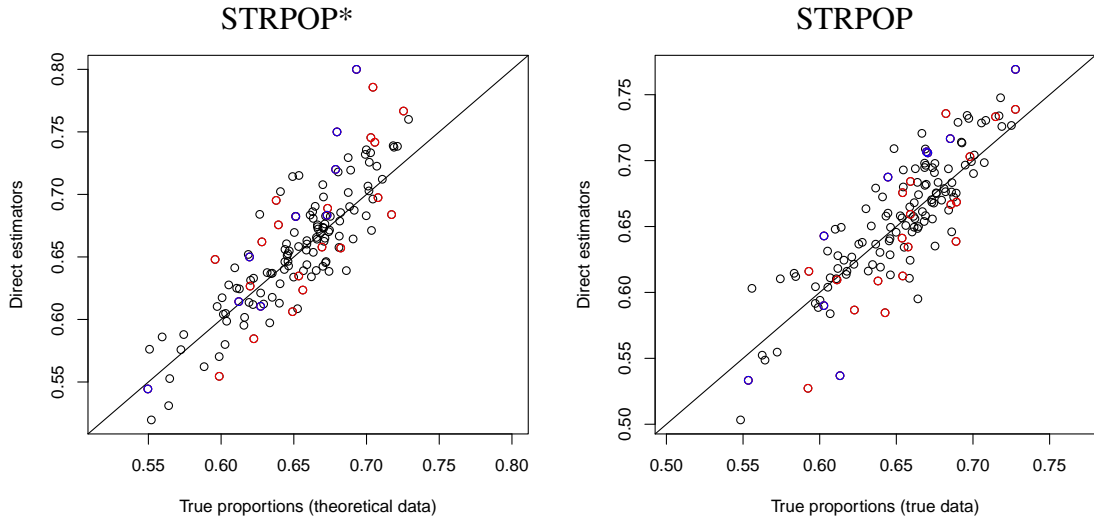 STRPOP*
STRPOP
Direct estimators
0.80
0.75
0.70
0.65
0.60
0.55
0.55 0.60 0.65 0.70 0.75 0.80
True proportions (theoretical data)
Direct estimators
0.75
0.70
0.65
0.60
0.55
0.50
0.50 0.55 0.60 0.65 0.70 0.75
True proportions (true data)